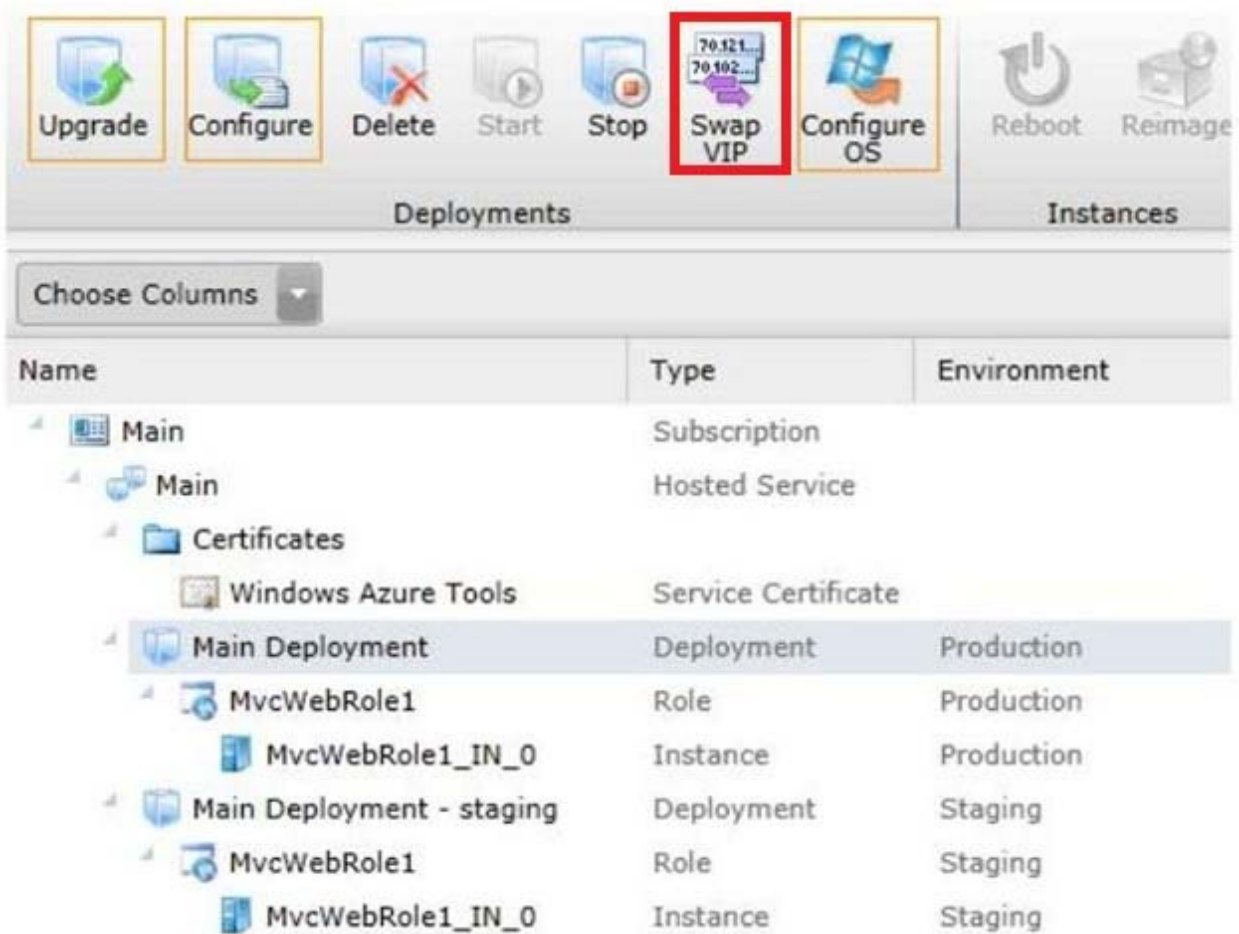 70.121...
70.102...
Upgrade Configure Delete Start Stop Swap VIP Configure OS Reboot Reimage
Deployments Instances
Choose Columns
Name Type Environment
Main Subscription
Main Hosted Service
Certificates
Windows Azure Tools Service Certificate
Main Deployment Deployment Production
MvcWebRole1 Role Production
MvcWebRole1_IN_0 Instance Production
Main Deployment - staging Deployment Staging
MvcWebRole1 Role Staging
MvcWebRole1_IN_0 Instance Staging